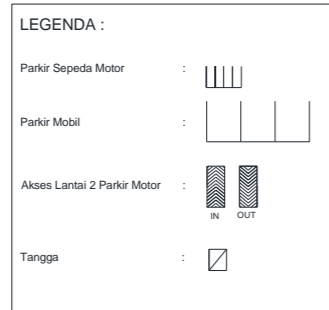 LEGENDA :
Parkir Sepeda Motor :
Parkir Mobil :
Akses Lantai 2 Parkir Motor :
IN OUT
Tangga :